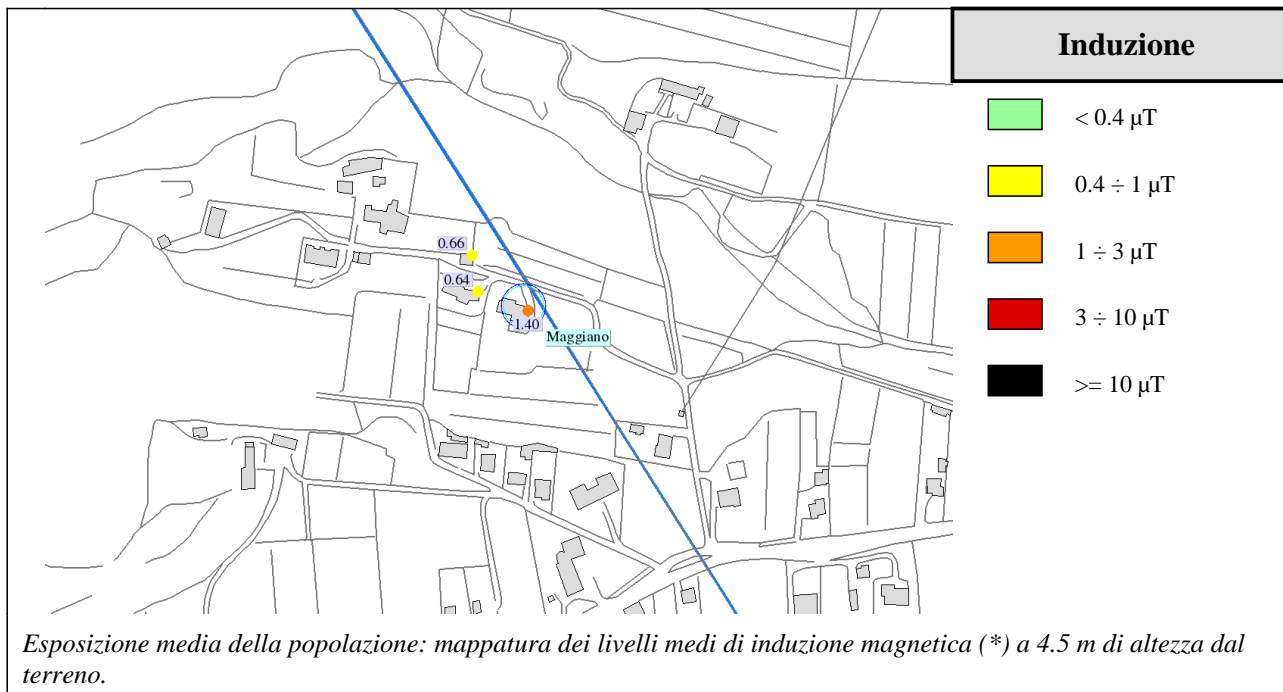 Induzione
< 0.4 µT
0.4 ÷ 1 µT
1 ÷ 3 µT
3 ÷ 10 µT
>= 10 µT
0.66
0.64
1.40
Maggiano
Esposizione media della popolazione: mappatura dei livelli medi di induzione magnetica (*) a 4.5 m di altezza dal
terreno.